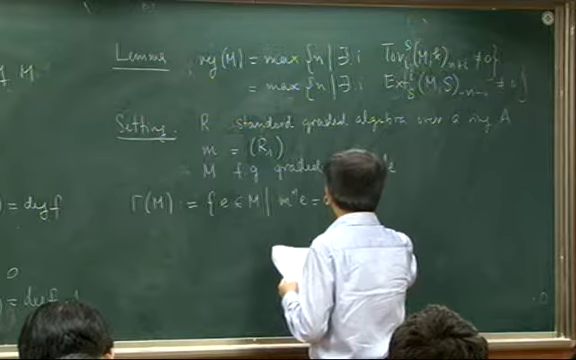 M
Lemma reg(M) = max {n | ∃ i Tor_i^S(M,k)_{n+i} ≠ 0}
= max {n | ∃ i Ext_S^i(M,S)_{-n-i} ≠ 0}
Setting. R standard graded algebra over a ring A
m = (R_1)
M f.g graded
) = deg f
Γ(M) := {e ∈ M | m^n e =
0
) = deg f